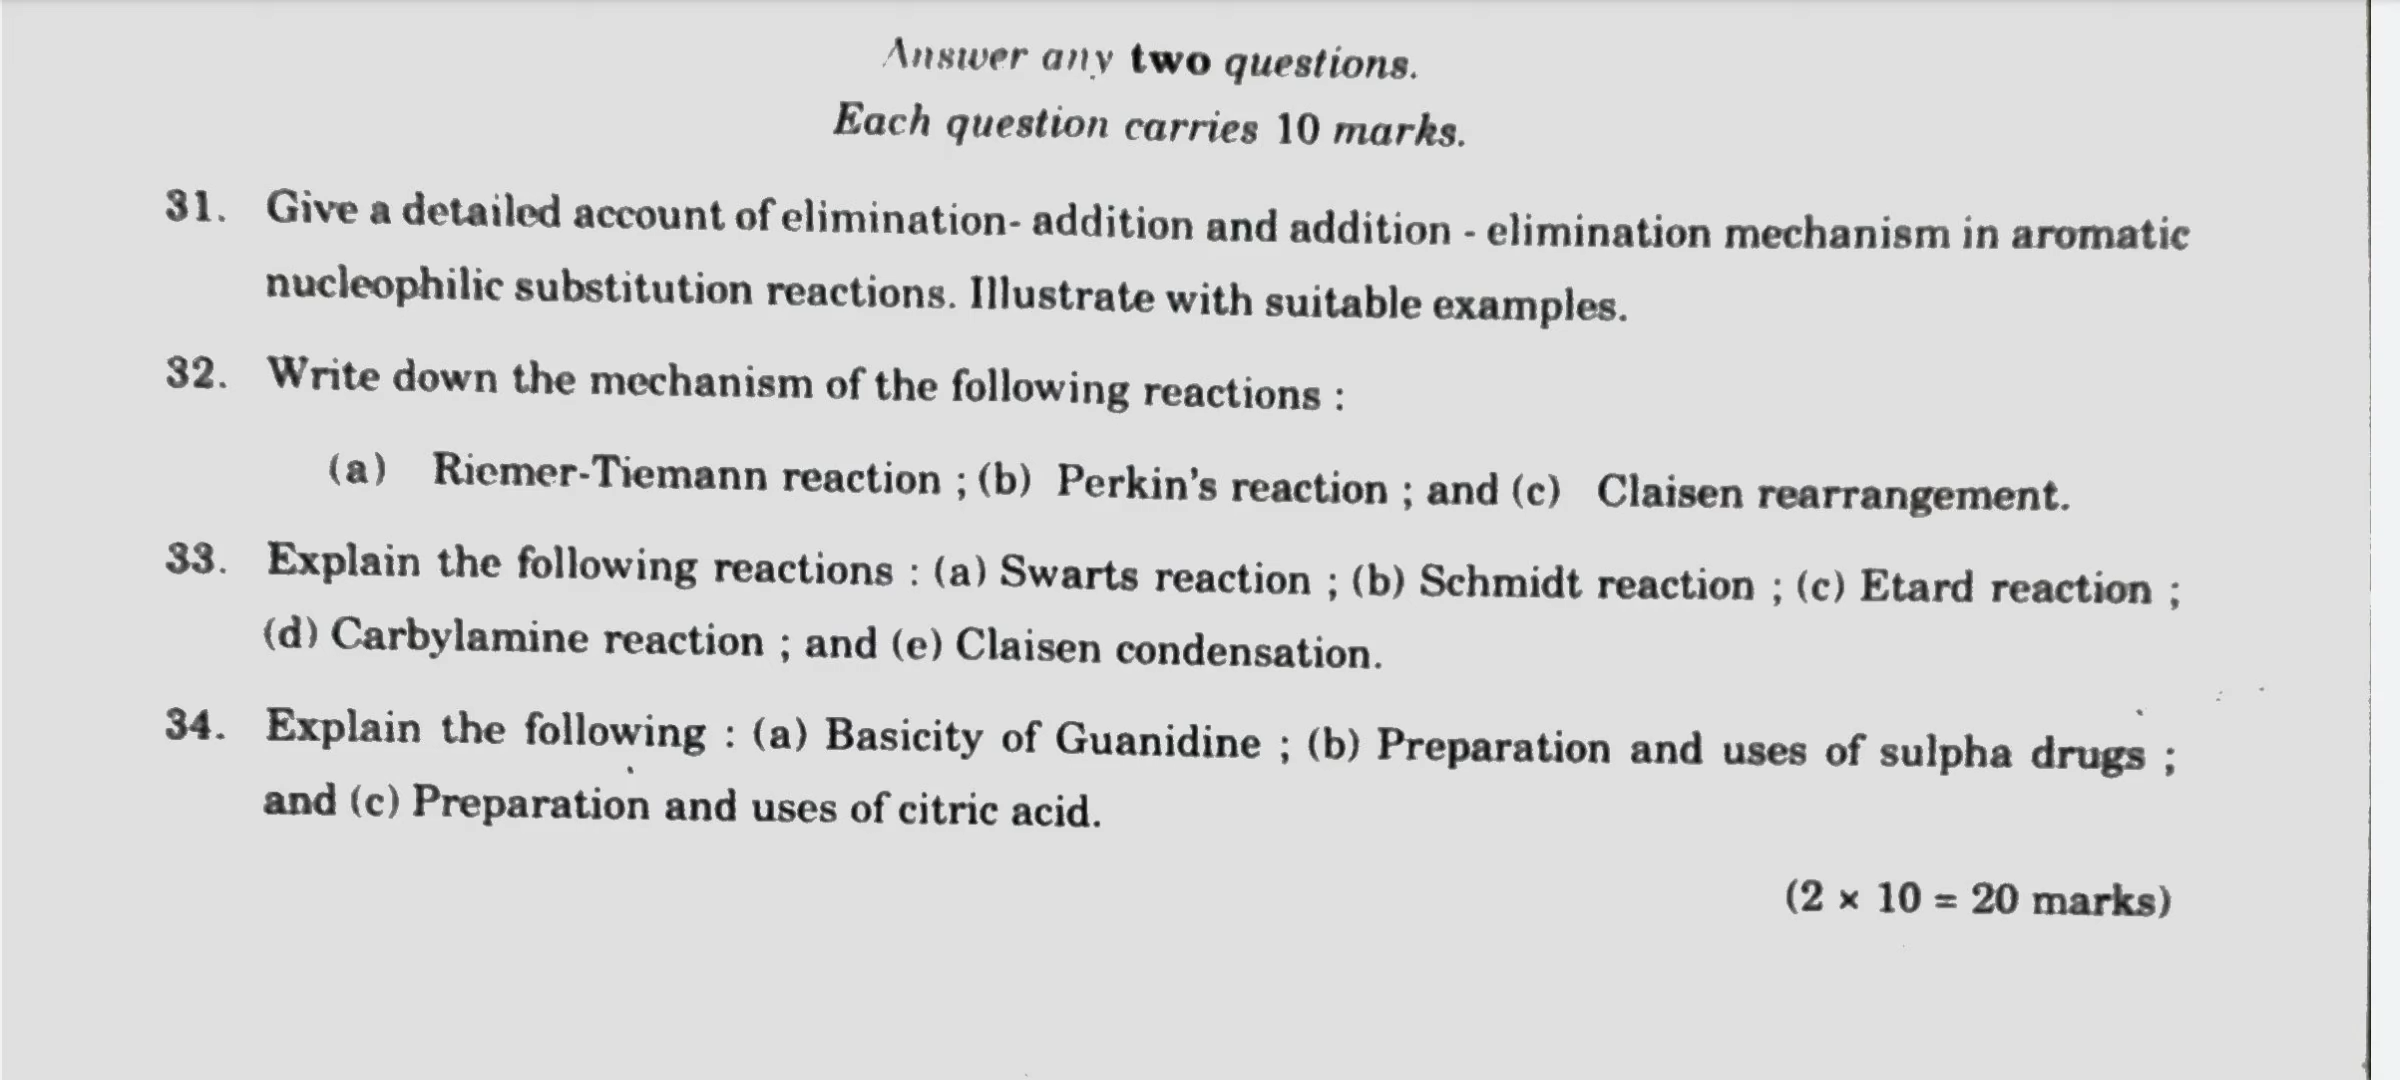 Answer any two questions.
Each question carries 10 marks.
31. Give a detailed account of elimination- addition and addition - elimination mechanism in aromatic
nucleophilic substitution reactions. Illustrate with suitable examples.
32. Write down the mechanism of the following reactions :
(a) Riemer-Tiemann reaction ; (b) Perkin's reaction ; and (c) Claisen rearrangement.
33. Explain the following reactions : (a) Swarts reaction ; (b) Schmidt reaction ; (c) Etard reaction ;
(d) Carbylamine reaction ; and (e) Claisen condensation.
34. Explain the following : (a) Basicity of Guanidine ; (b) Preparation and uses of sulpha drugs ;
and (c) Preparation and uses of citric acid.
(2 × 10 = 20 marks)